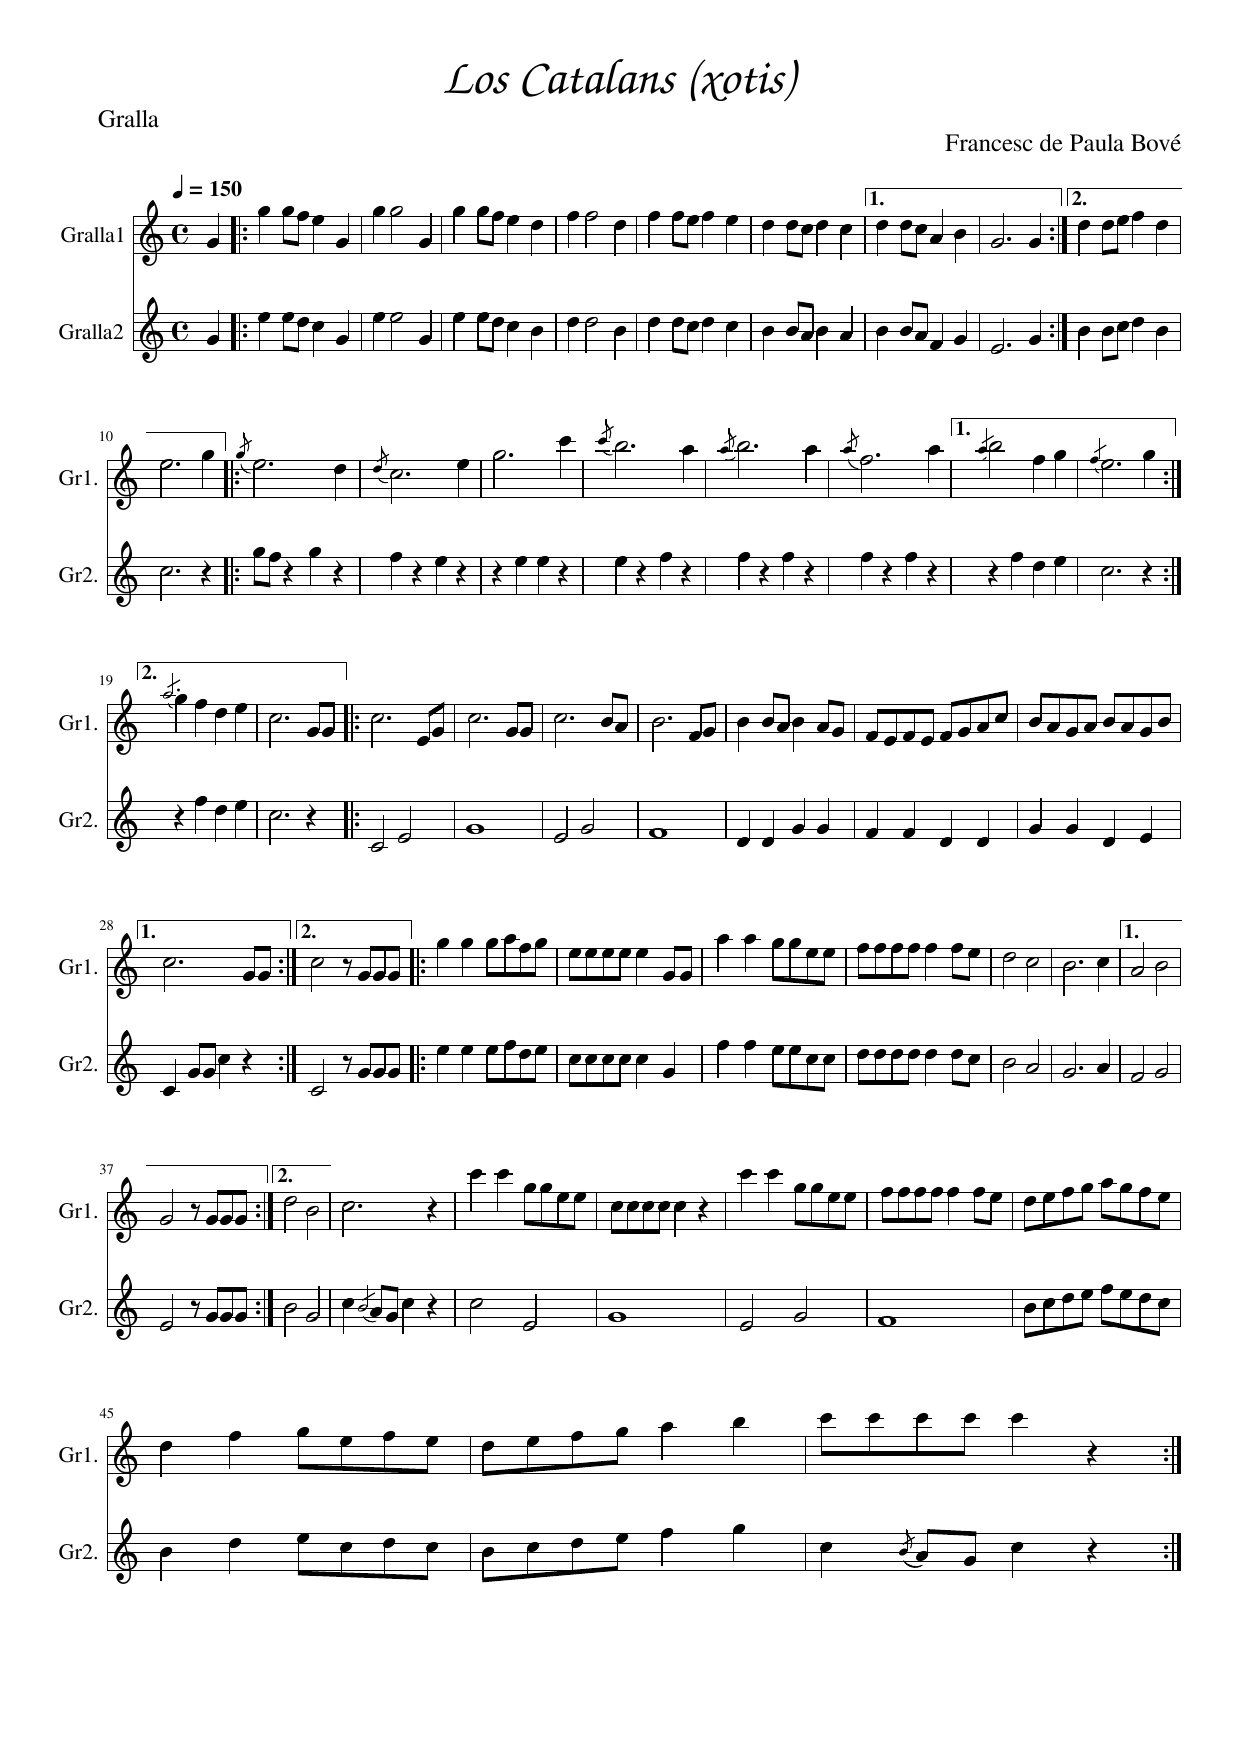 Los Catalans (xotis)
Gralla
Francesc de Paula Bové
♩ = 150
1. 2.
Gralla1
Gralla2
10
1.
Gr1.
Gr2.
19
2.
Gr1.
Gr2.
28
1. 2. 1.
Gr1.
Gr2.
37
2.
Gr1.
Gr2.
45
Gr1.
Gr2.